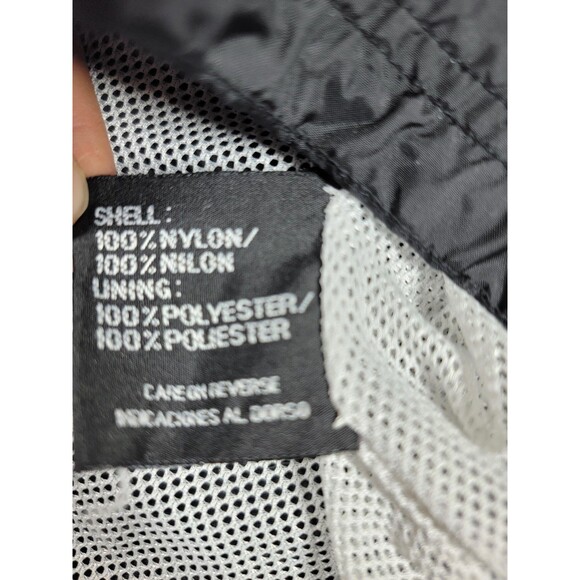 SHELL:
100%NYLON/
100%NILON
LINING:
100%POLYESTER/
100%POLIESTER
CARE ON REVERSE
INDICACIONES AL DORSO